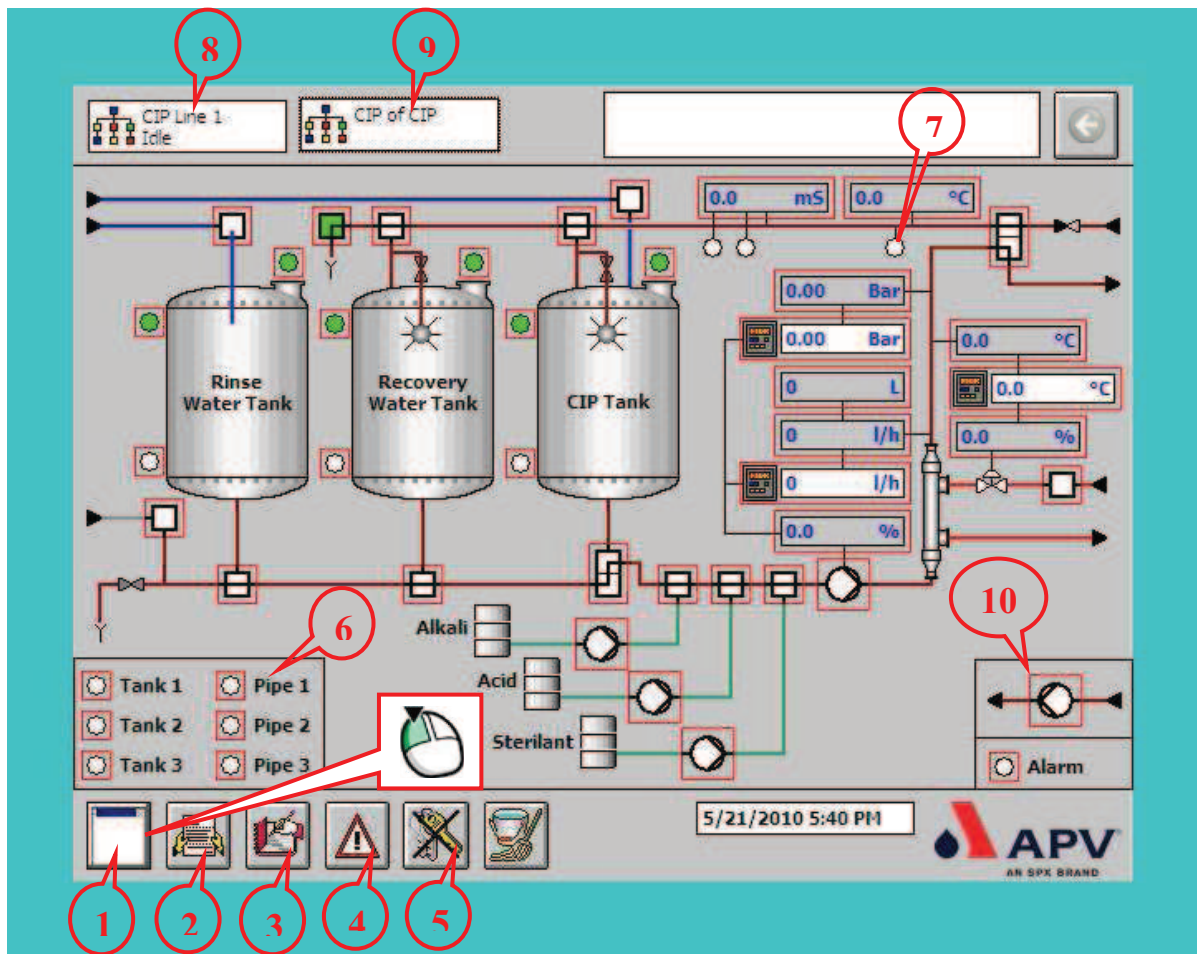 8
9
CIP Line 1
Idle
CIP of CIP
7
0.0 mS
0.0 °C
0.00 Bar
0.00 Bar
0.0 °C
0.0 °C
0 L
0 l/h
0.0 %
0 l/h
0.0 %
Rinse
Water Tank
Recovery
Water Tank
CIP Tank
10
6
Alkali
Acid
Sterilant
Tank 1
Pipe 1
Tank 2
Pipe 2
Tank 3
Pipe 3
Alarm
5/21/2010 5:40 PM
APV
AN SPX BRAND
1
2
3
4
5